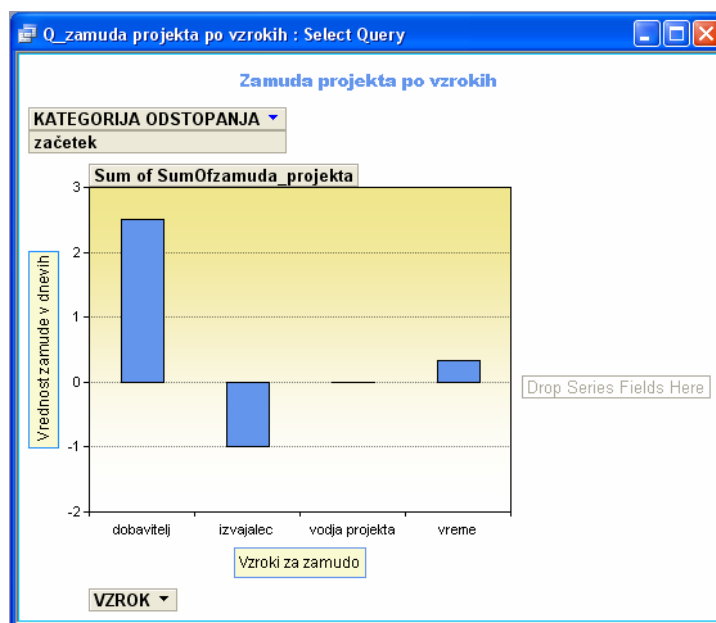 Q_zamuda projekta po vzrokih : Select Query
Zamuda projekta po vzrokih
KATEGORIJA ODSTOPANJA
začetek
Sum of SumOfzamuda_projekta
3
2
1
0
-1
-2
Vrednost zamude v dnevih
Drop Series Fields Here
dobavitelj izvajalec vodja projekta vreme
Vzroki za zamudo
VZROK